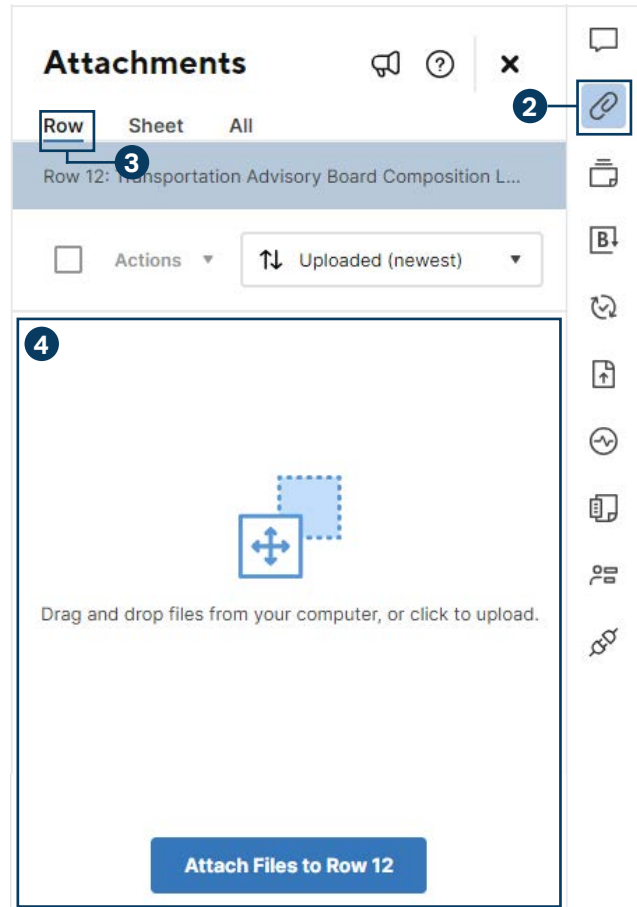 Attachments
2
Row Sheet All
3
Row 12: Transportation Advisory Board Composition L...
Actions Uploaded (newest)
4
Drag and drop files from your computer, or click to upload.
Attach Files to Row 12